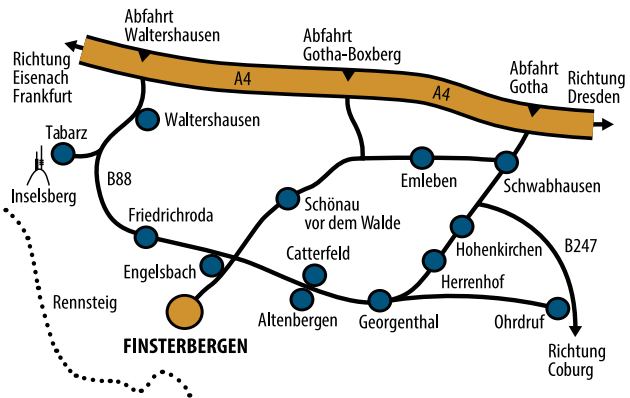 Abfahrt
Waltershausen
Abfahrt
Gotha-Boxberg
Abfahrt
Gotha
Richtung
Eisenach
Frankfurt
A4
A4
Richtung
Dresden
Waltershausen
Tabarz
Inselsberg
B88
Emleben
Schwabhausen
Schönau
vor dem Walde
Friedrichroda
Hohenkirchen
B247
Catterfeld
Engelsbach
Herrenhof
Rennsteig
Altenbergen
Georgenthal
Ohrdruf
FINSTERBERGEN
Richtung
Coburg